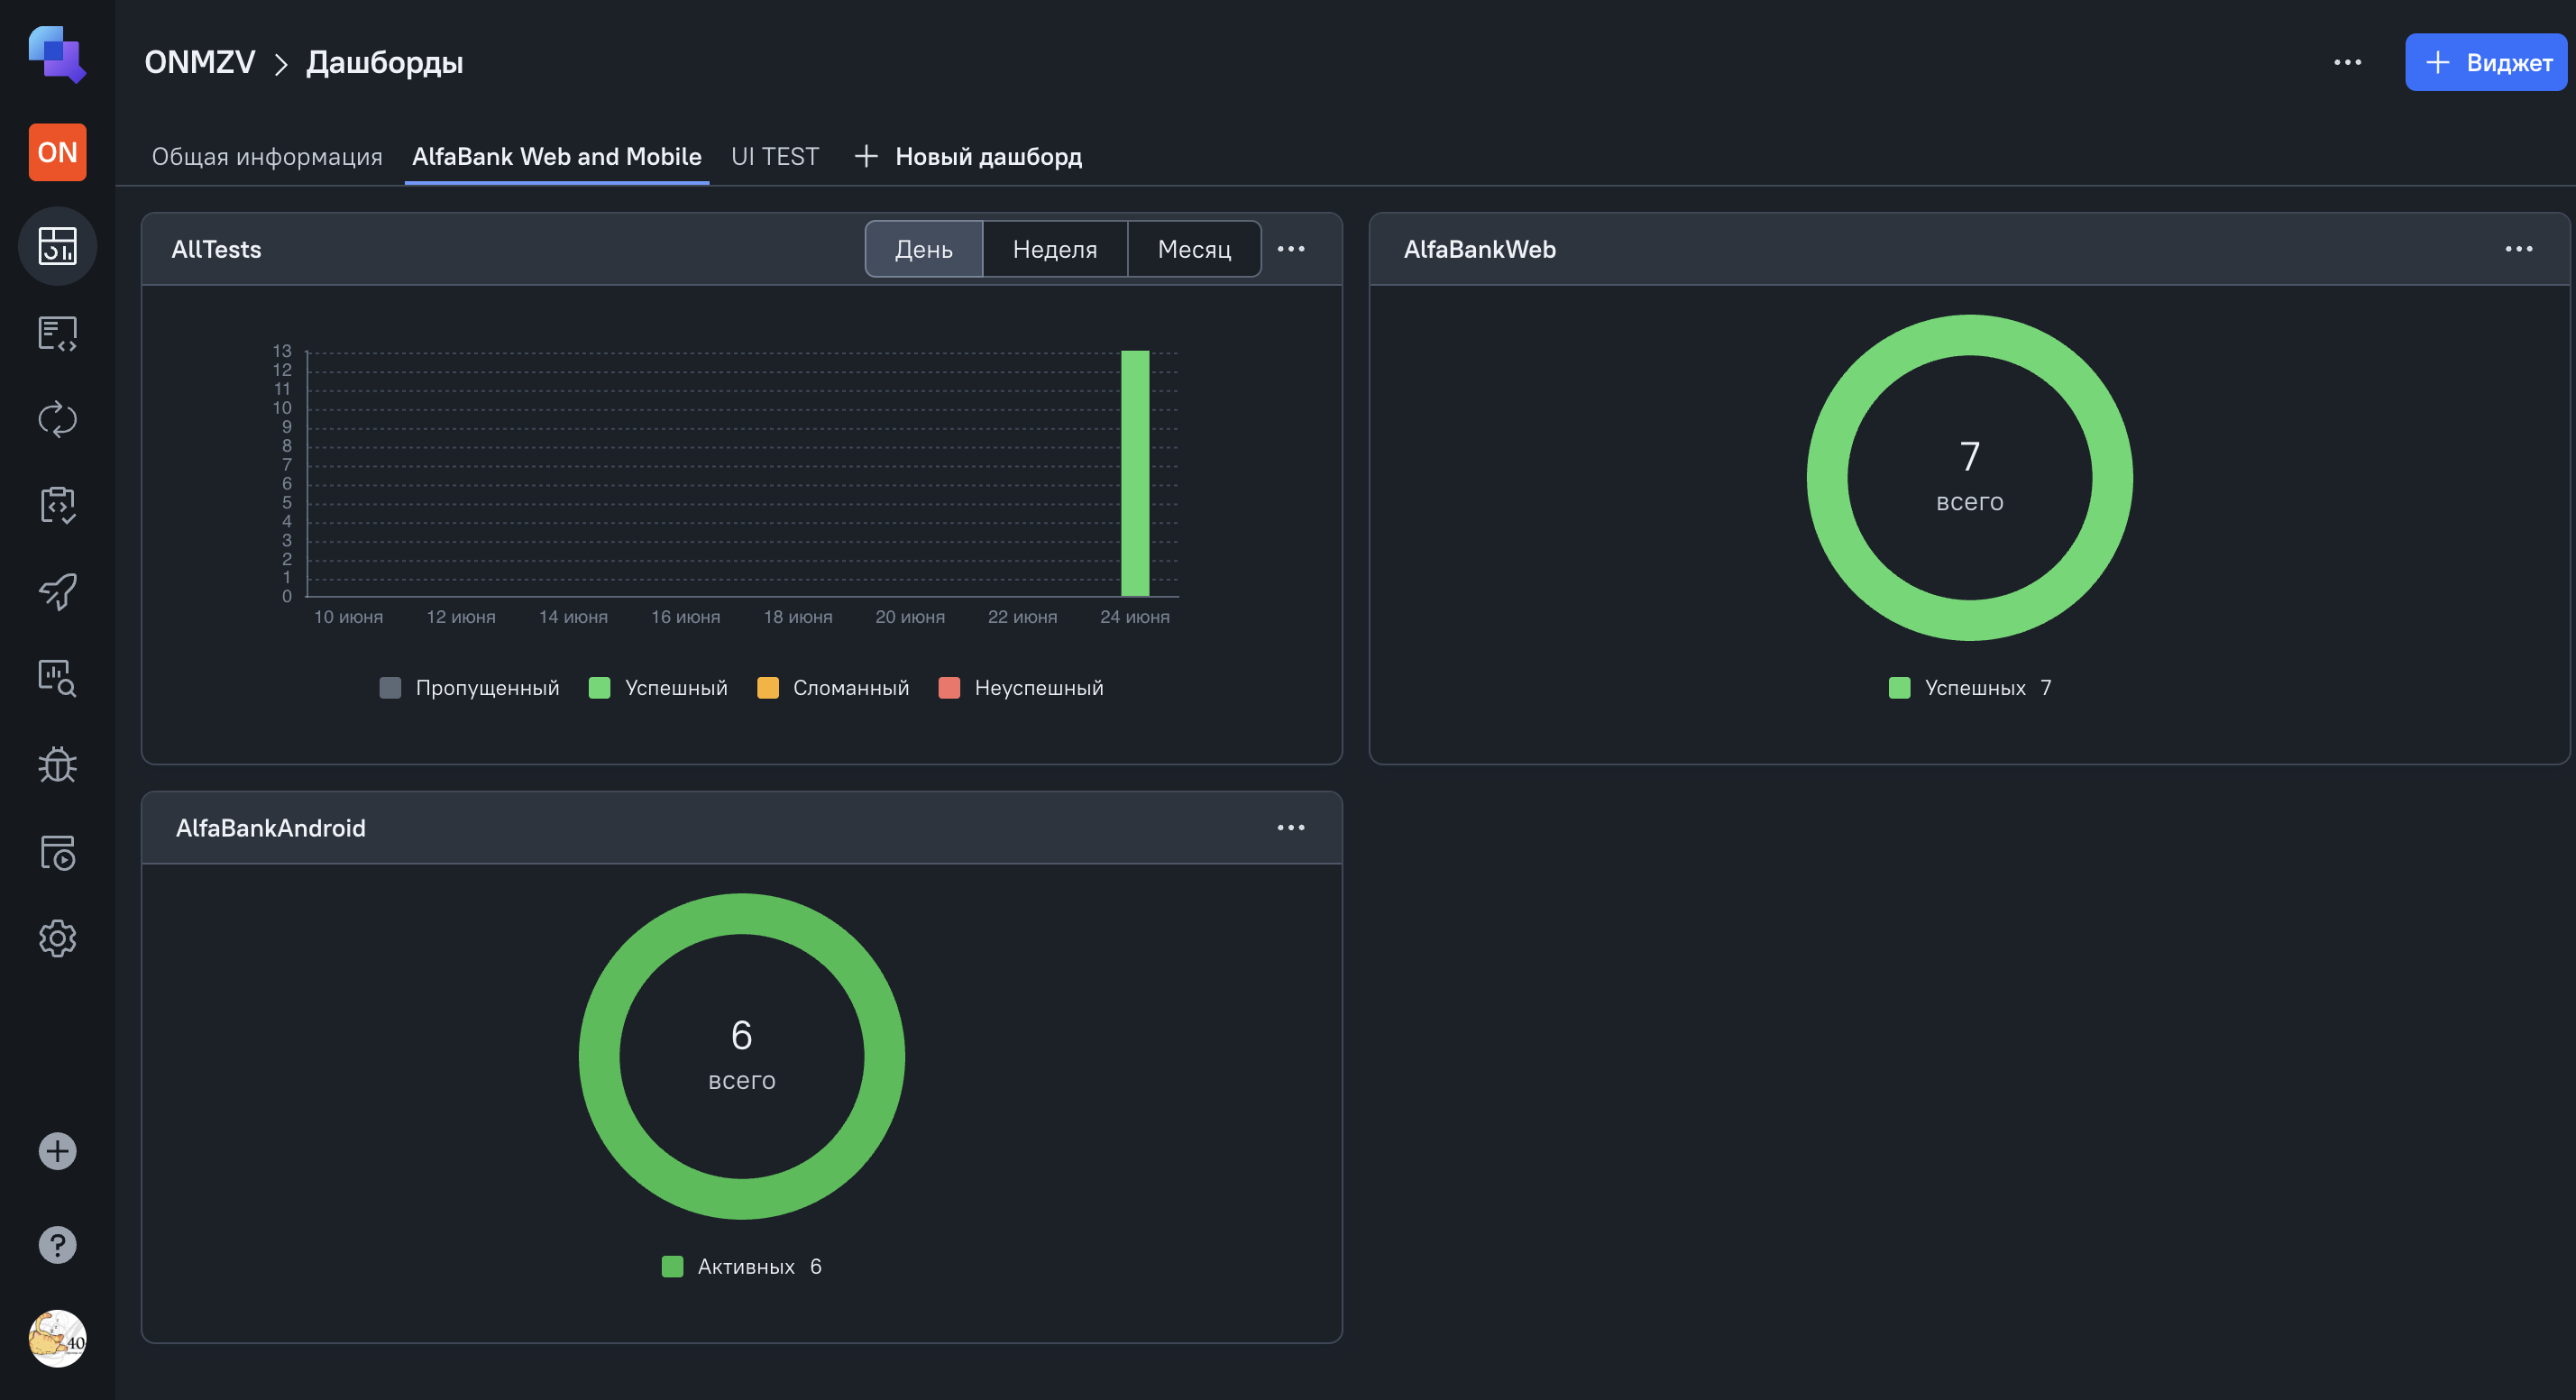 ONMZV > Дашборды
Виджет
ON
Общая информация
AlfaBank Web and Mobile
UI TEST
Новый дашборд
AllTests
День
Неделя
Месяц
13
12
11
10
9
8
7
6
5
4
3
2
1
0
10 июня
12 июня
14 июня
16 июня
18 июня
20 июня
22 июня
24 июня
Пропущенный
Успешный
Сломанный
Неуспешный
AlfaBankWeb
7
всего
Успешных 7
AlfaBankAndroid
6
всего
Активных 6
40